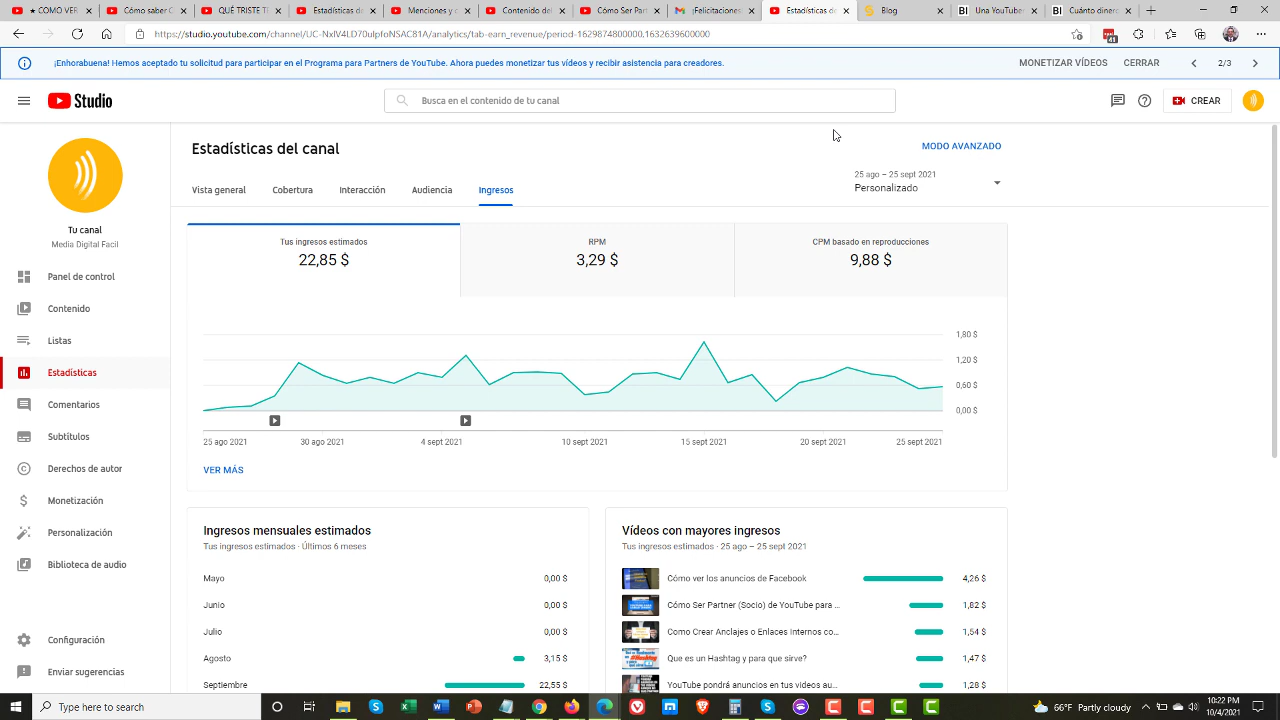 ★ COMO VER
Cómo saber C
QUÉ TRISTE T
Estadísticas de
Menciones y
Contenido del
Cómo Ser Part
¡Felicitacione
Estadísticas de
Blog
BI Una YouTube
BI Cuánto dine
https://studio.youtube.com/channel/UC-NxlV4LD70uIpfoNSAC81A/analytics/tab-earn_revenue/period-1629874800000,1632639600000
41
¡Enhorabuena! Hemos aceptado tu solicitud para participar en el Programa para Partners de YouTube. Ahora puedes monetizar tus vídeos y recibir asistencia para creadores.
MONETIZAR VÍDEOS
CERRAR
2/3
Studio
Busca en el contenido de tu canal
CREAR
Tu canal
Media Digital Facil
Panel de control
Contenido
Listas
Estadísticas
Comentarios
Subtítulos
Derechos de autor
Monetización
Personalización
Biblioteca de audio
Configuración
Enviar sugerencias
Estadísticas del canal
MODO AVANZADO
Vista general
Cobertura
Interacción
Audiencia
Ingresos
25 ago – 25 sept 2021
Personalizado
Tus ingresos estimados
22,85 $
RPM
3,29 $
CPM basado en reproducciones
9,88 $
1,80 $
1,20 $
0,60 $
0,00 $
25 ago 2021
30 ago 2021
4 sept 2021
10 sept 2021
15 sept 2021
20 sept 2021
25 sept 2021
VER MÁS
Ingresos mensuales estimados
Tus ingresos estimados · Últimos 6 meses
Mayo 0,00 $
Junio 0,00 $
Julio 0,00 $
Agosto 3,15 $
Septiembre 22,55 $
Vídeos con mayores ingresos
Tus ingresos estimados · 25 ago – 25 sept 2021
Cómo ver los anuncios de Facebook 4,26 $
Cómo Ser Partner (Socio) de YouTube para ... 1,82 $
Como Crear Anclajes o Enlaces Internos co... 1,54 $
Que es un Hashtag y para que sirve 1,47 $
YouTube pondrá anuncios en tus vídeos au... 1,28 $
Type here to search
66°F Partly cloudy
10:22 PM
10/4/2021